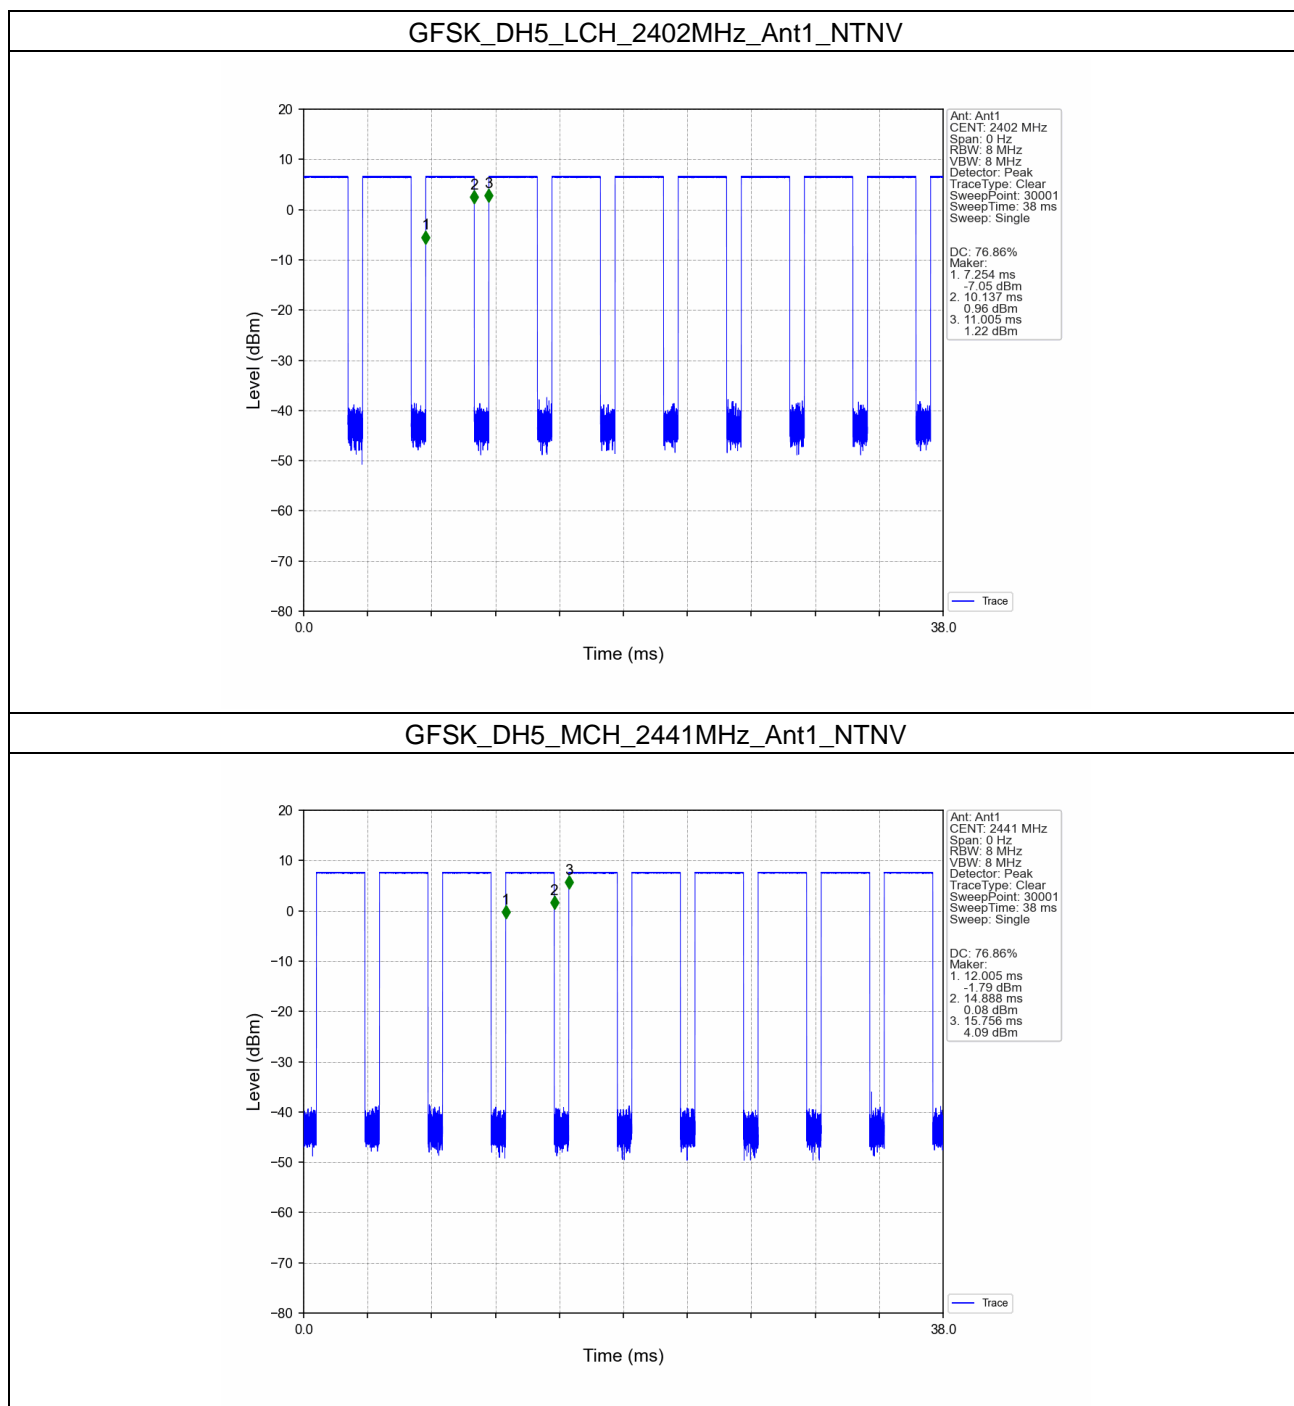 GFSK_DH5_LCH_2402MHz_Ant1_NTNV
20
10
0
−10
−20
−30
−40
−50
−60
−70
−80
Level (dBm)
0.0
38.0
Time (ms)
1
2
3
Ant: Ant1
CENT: 2402 MHz
Span: 0 Hz
RBW: 8 MHz
VBW: 8 MHz
Detector: Peak
TraceType: Clear
SweepPoint: 30001
SweepTime: 38 ms
Sweep: Single
DC: 76.86%
Maker:
1. 7.254 ms
-7.05 dBm
2. 10.137 ms
0.96 dBm
3. 11.005 ms
1.22 dBm
Trace
GFSK_DH5_MCH_2441MHz_Ant1_NTNV
20
10
0
−10
−20
−30
−40
−50
−60
−70
−80
Level (dBm)
0.0
38.0
Time (ms)
1
2
3
Ant: Ant1
CENT: 2441 MHz
Span: 0 Hz
RBW: 8 MHz
VBW: 8 MHz
Detector: Peak
TraceType: Clear
SweepPoint: 30001
SweepTime: 38 ms
Sweep: Single
DC: 76.86%
Maker:
1. 12.005 ms
-1.79 dBm
2. 14.888 ms
0.08 dBm
3. 15.756 ms
4.09 dBm
Trace